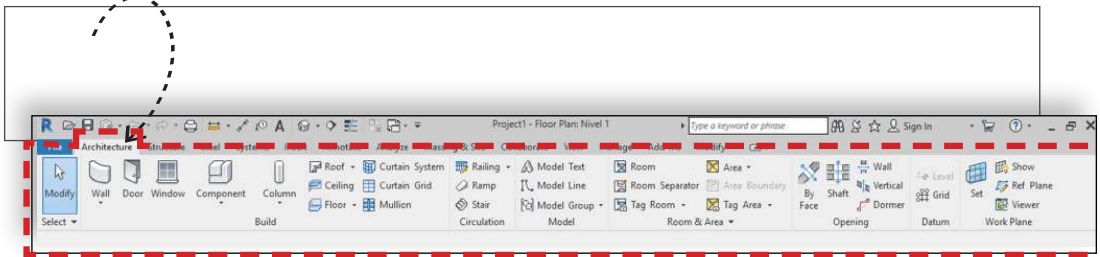 Project1 - Floor Plan: Nivel 1 Type a keyword or phrase Sign In
Architecture
Roof Curtain System Railing Model Text Room Area Wall Show
Modify Wall Door Window Component Column Ceiling Curtain Grid Ramp Model Line Room Separator Area Boundary By Face Shaft Vertical Level Grid Set Ref Plane
Floor Mullion Stair Model Group Tag Room Tag Area Dormer Viewer
Select Build Circulation Model Room & Area Opening Datum Work Plane